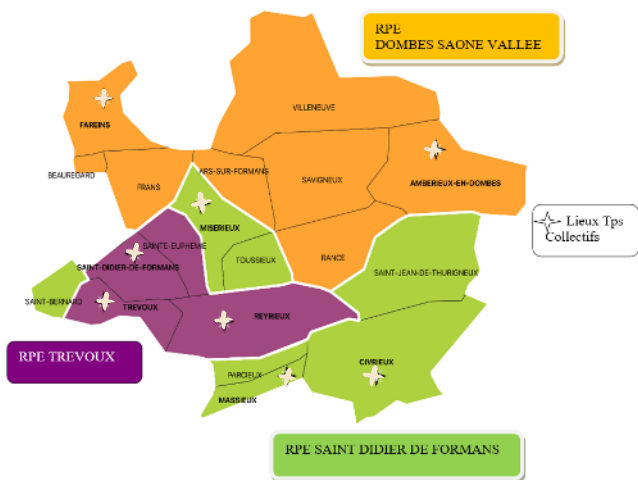 RPE
DOMBES SAONE VALLEE
VILLENEUVE
FAREINS
BEAUREGARD
FRANS
ARS-SUR-FORMANS
SAVIGNEUX
AMBERIEUX-EN-DOMBES
Lieux Tps
Collectifs
MISERIEUX
SAINTE-EUPHEMIE
TOUSSIEUX
RANCE
SAINT-DIDIER-DE-FORMANS
SAINT-JEAN-DE-THURIGNEUX
SAINT-BERNARD
TREVOUX
REYRIEUX
RPE TREVOUX
PARCIEUX
CIVRIEUX
MASSIEUX
RPE SAINT DIDIER DE FORMANS